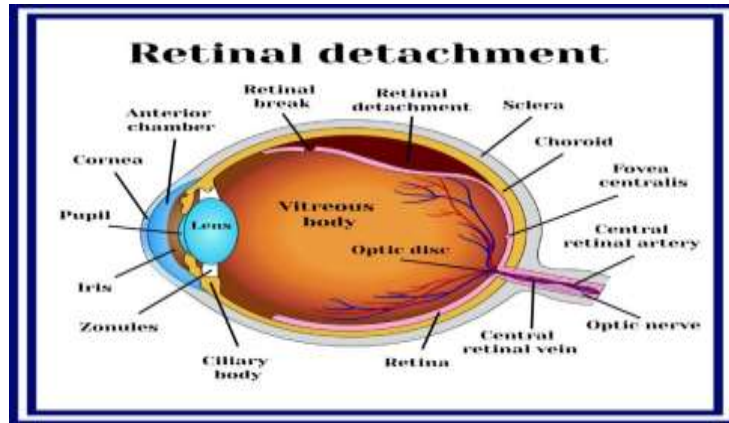 Retinal detachment
Retinal
break
Retinal
detachment
Sclera
Anterior
chamber
Choroid
Cornea
Fovea
centralis
Pupil
Lens
Vitreous
body
Central
retinal artery
Optic disc
Iris
Zonules
Optic nerve
Central
retinal vein
Ciliary
body
Retina